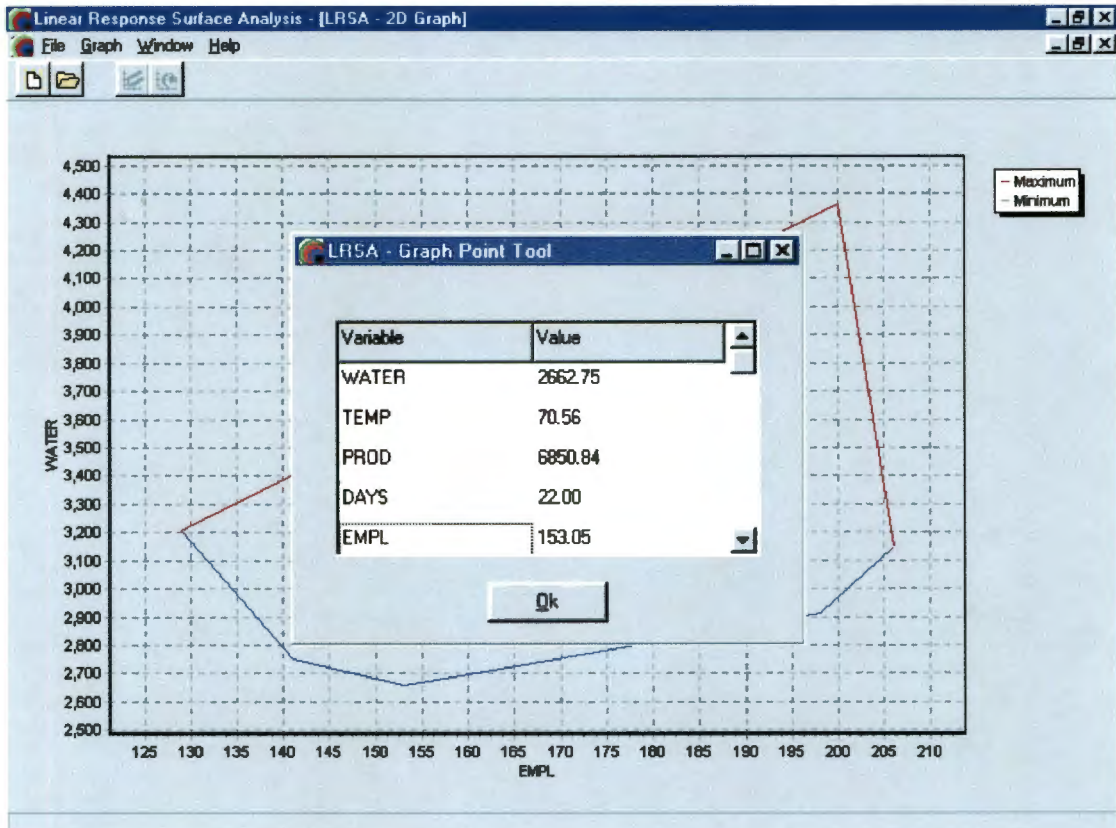 Linear Response Surface Analysis - [LRSA - 2D Graph]
File Graph Window Help
4,500
4,400
4,300
4,200
4,100
4,000
3,900
3,800
3,700
3,600
3,500
3,400
3,300
3,200
3,100
3,000
2,900
2,800
2,700
2,600
2,500
WATER
Maximum
Minimum
LRSA - Graph Point Tool
Variable Value
WATER 2662.75
TEMP 70.56
PROD 6850.84
DAYS 22.00
EMPL 153.05
Ok
125 130 135 140 145 150 155 160 165 170 175 180 185 190 195 200 205 210
EMPL